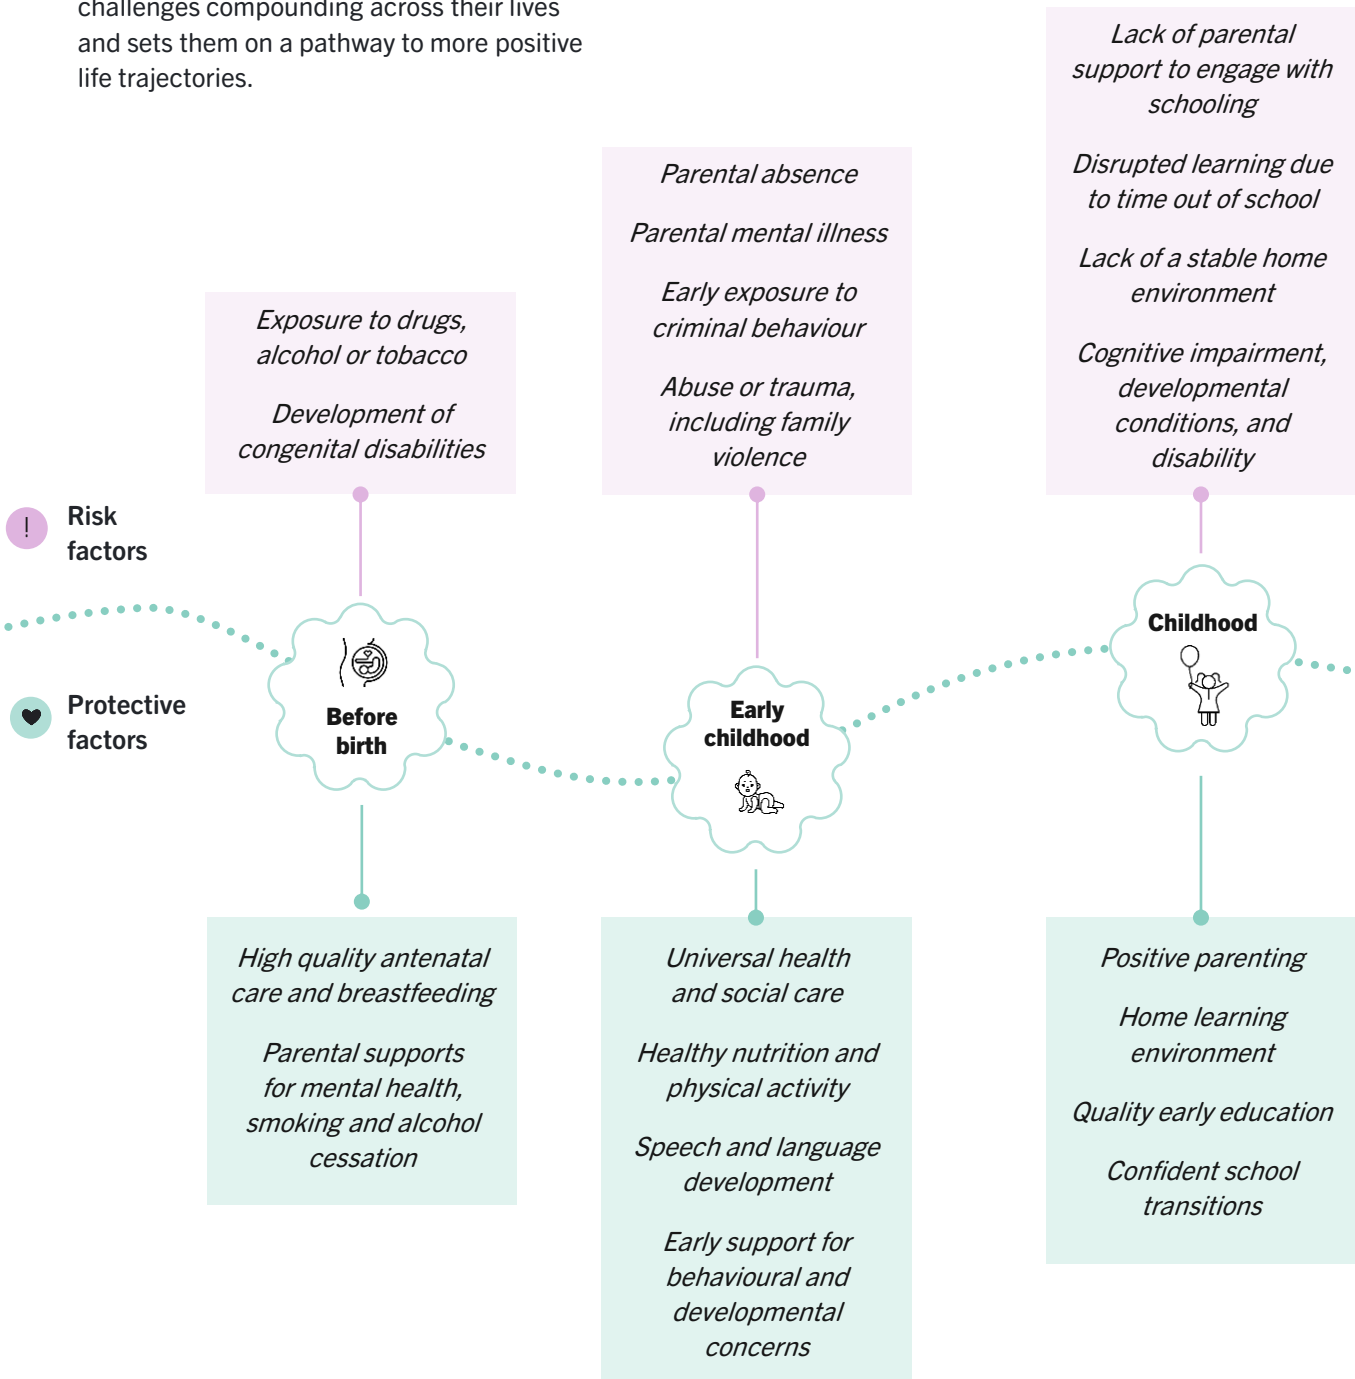 challenges compounding across their lives
and sets them on a pathway to more positive
life trajectories.
Risk
factors
Protective
factors
Exposure to drugs,
alcohol or tobacco
Development of
congenital disabilities
!
Before
birth
High quality antenatal
care and breastfeeding
Parental supports
for mental health,
smoking and alcohol
cessation
Parental absence
Parental mental illness
Early exposure to
criminal behaviour
Abuse or trauma,
including family
violence
Early
childhood
Universal health
and social care
Healthy nutrition and
physical activity
Speech and language
development
Early support for
behavioural and
developmental
concerns
Lack of parental
support to engage with
schooling
Disrupted learning due
to time out of school
Lack of a stable home
environment
Cognitive impairment,
developmental
conditions, and
disability
Childhood
Positive parenting
Home learning
environment
Quality early education
Confident school
transitions